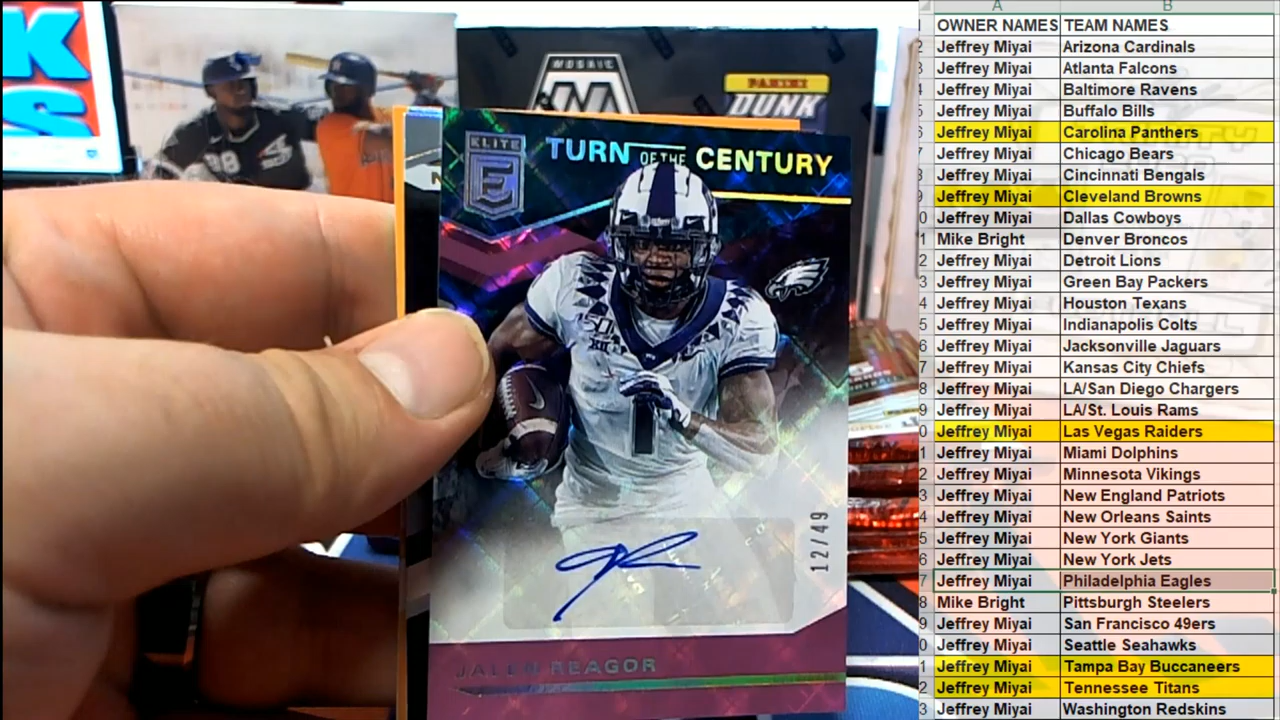 K
S
MOSAIC
M
PANINI
DUNK
ELITE
E
TURN OF THE CENTURY
XII
1
12/49
JALEN REAGOR
A B
OWNER NAMES TEAM NAMES
Jeffrey Miyai Arizona Cardinals
Jeffrey Miyai Atlanta Falcons
Jeffrey Miyai Baltimore Ravens
Jeffrey Miyai Buffalo Bills
Jeffrey Miyai Carolina Panthers
Jeffrey Miyai Chicago Bears
Jeffrey Miyai Cincinnati Bengals
Jeffrey Miyai Cleveland Browns
Jeffrey Miyai Dallas Cowboys
Mike Bright Denver Broncos
Jeffrey Miyai Detroit Lions
Jeffrey Miyai Green Bay Packers
Jeffrey Miyai Houston Texans
Jeffrey Miyai Indianapolis Colts
Jeffrey Miyai Jacksonville Jaguars
Jeffrey Miyai Kansas City Chiefs
Jeffrey Miyai LA/San Diego Chargers
Jeffrey Miyai LA/St. Louis Rams
Jeffrey Miyai Las Vegas Raiders
Jeffrey Miyai Miami Dolphins
Jeffrey Miyai Minnesota Vikings
Jeffrey Miyai New England Patriots
Jeffrey Miyai New Orleans Saints
Jeffrey Miyai New York Giants
Jeffrey Miyai New York Jets
Jeffrey Miyai Philadelphia Eagles
Mike Bright Pittsburgh Steelers
Jeffrey Miyai San Francisco 49ers
Jeffrey Miyai Seattle Seahawks
Jeffrey Miyai Tampa Bay Buccaneers
Jeffrey Miyai Tennessee Titans
Jeffrey Miyai Washington Redskins